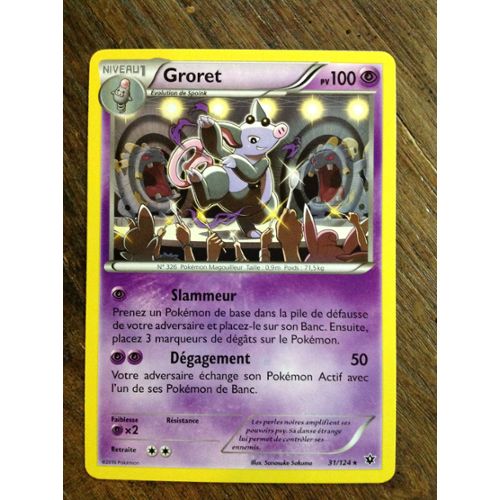 NIVEAU 1
Groret
PV 100
Évolution de Spoink
N° 326 Pokémon Magouilleur Taille : 0,9m. Poids : 71,5kg
Slammeur
Prenez un Pokémon de base dans la pile de défausse
de votre adversaire et placez-le sur son Banc. Ensuite,
placez 3 marqueurs de dégâts sur le Pokémon.
Dégagement 50
Votre adversaire échange son Pokémon Actif avec
l'un de ses Pokémon de Banc.
Faiblesse Résistance
×2
Retraite
Les perles noires amplifient ses
pouvoirs psy. Sa danse étrange
lui permet de contrôler ses
ennemis.
©2016 Pokémon
Illus. Sanosuke Sakuma
31/124